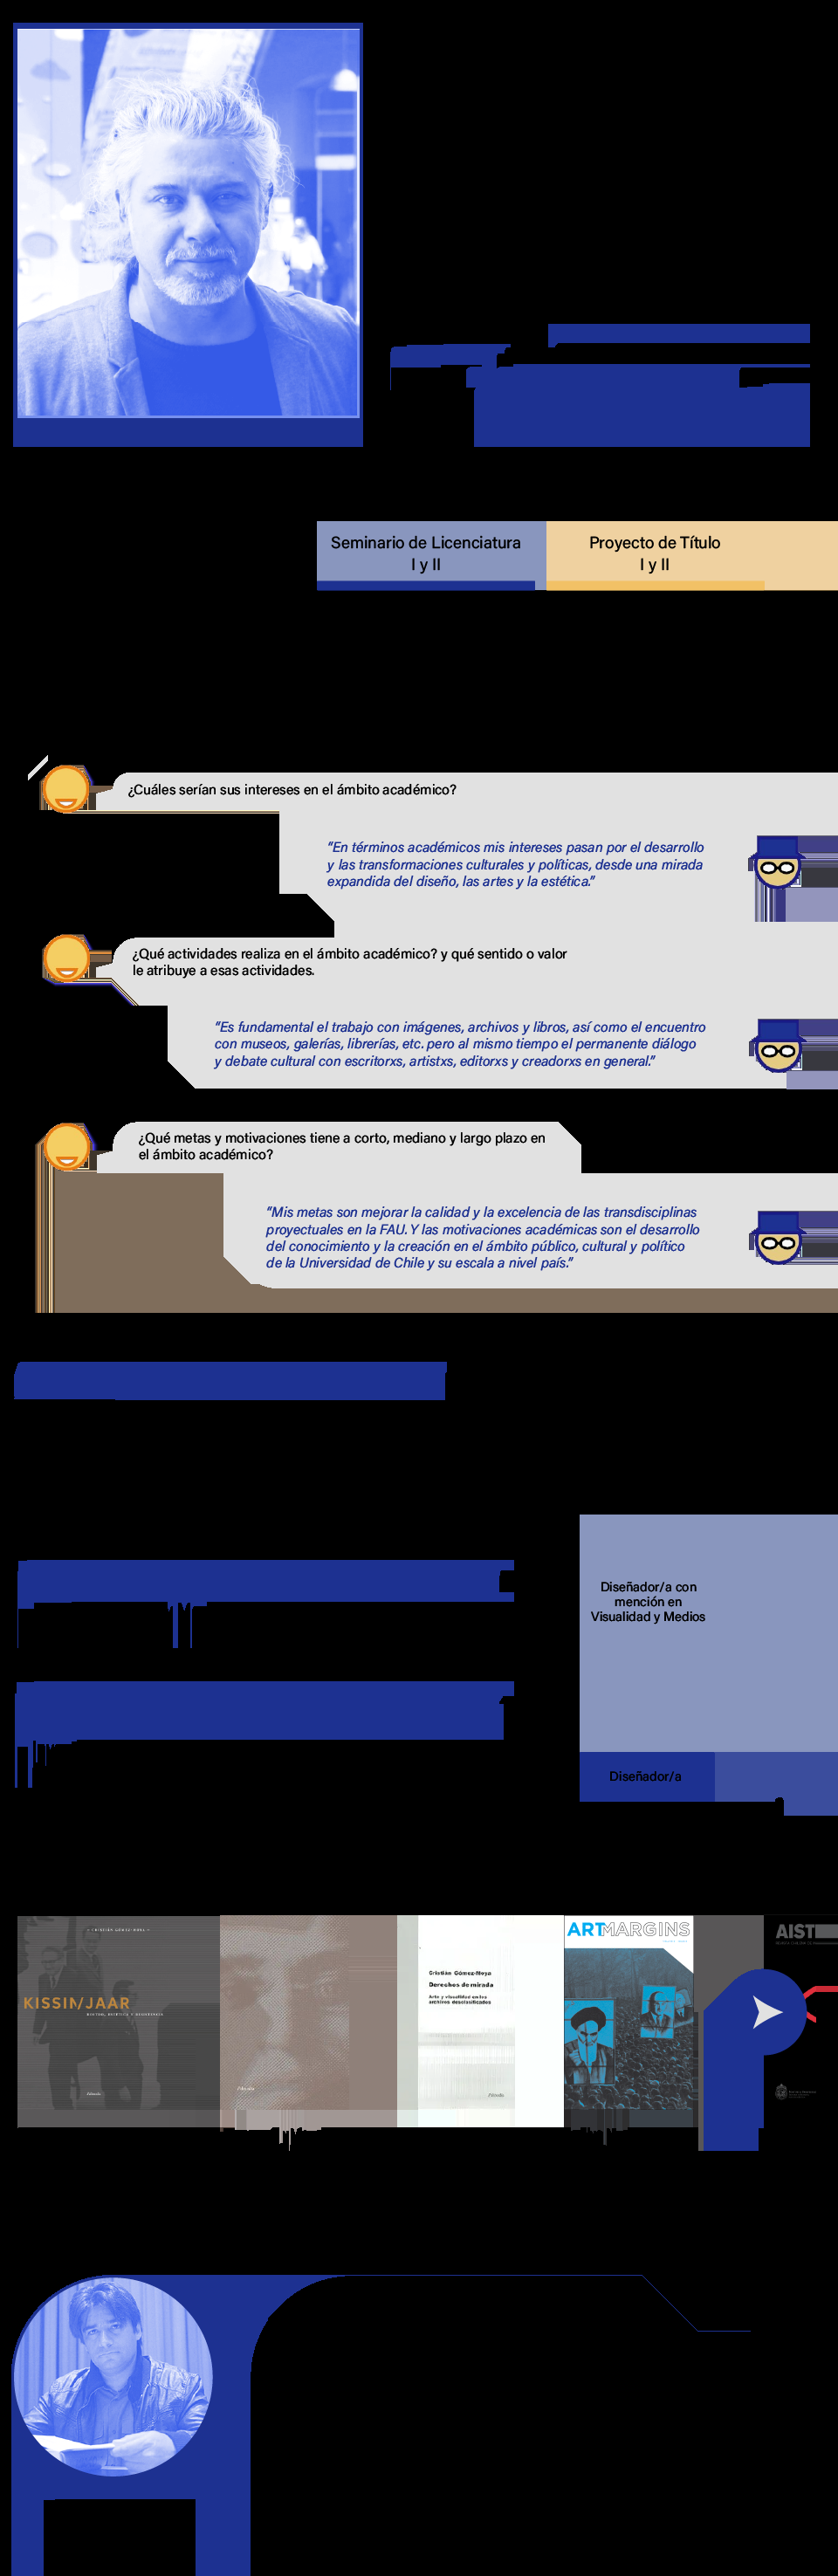 Seminario de Licenciatura
I y II
Proyecto de Título
I y II
¿Cuáles serían sus intereses en el ámbito académico?
"En términos académicos mis intereses pasan por el desarrollo
y las transformaciones culturales y políticas, desde una mirada
expandida del diseño, las artes y la estética."
¿Qué actividades realiza en el ámbito académico? y qué sentido o valor
le atribuye a esas actividades.
"Es fundamental el trabajo con imágenes, archivos y libros, así como el encuentro
con museos, galerías, librerías, etc. pero al mismo tiempo el permanente diálogo
y debate cultural con escritorxs, artistxs, editorxs y creadorxs en general."
¿Qué metas y motivaciones tiene a corto, mediano y largo plazo en
el ámbito académico?
"Mis metas son mejorar la calidad y la excelencia de las transdisciplinas
proyectuales en la FAU. Y las motivaciones académicas son el desarrollo
del conocimiento y la creación en el ámbito público, cultural y político
de la Universidad de Chile y su escala a nivel país."
Diseñador/a con
mención en
Visualidad y Medios
Diseñador/a
KISSIN/JAAR
Cristián Gómez-Moya
Derechos de mirada
Arte y visualidad en los
archivos desclasificados
ARTMARGINS
AIST